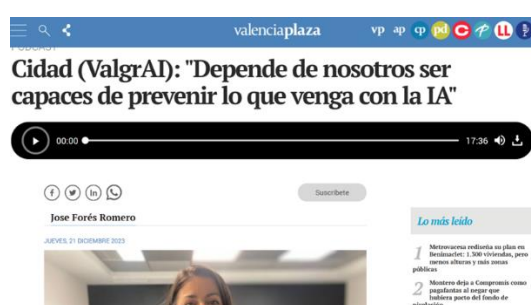 valenciaplaza
vp ap cp pd
PODCAST
Cidad (ValgrAI): "Depende de nosotros ser
capaces de prevenir lo que venga con la IA"
00:00
17:36
Suscríbete
Jose Forés Romero
JUEVES, 21 DICIEMBRE 2023
Lo más leído
1 Metrovacesa rediseña su plan en
Benimaclet: 1.300 viviendas, pero
menos alturas y más zonas
públicas
2 Montero deja a Compromís como
pagafantas al negar que
hubiera pacto del fondo de
nivelación